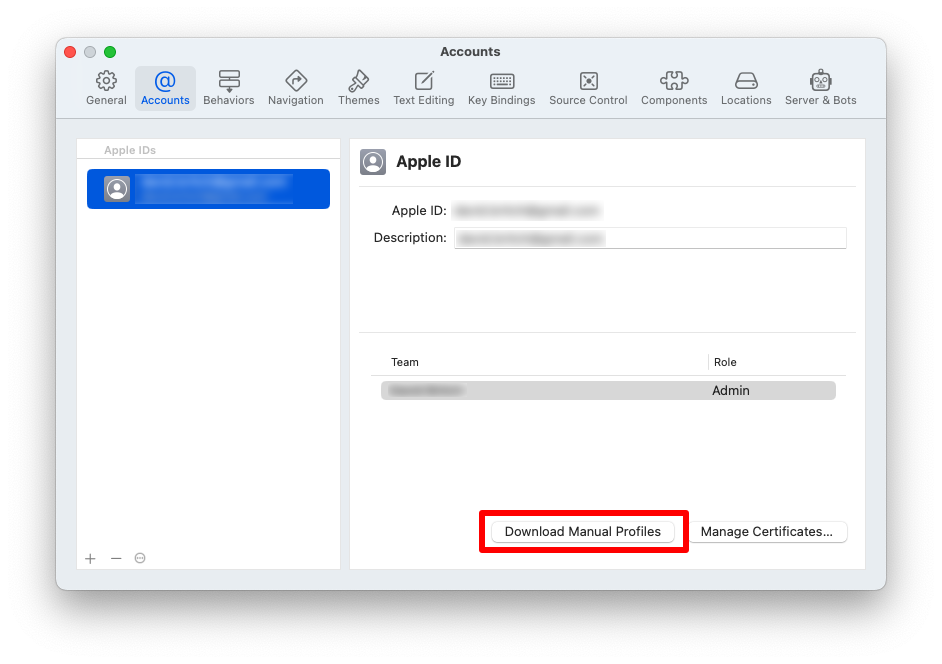 Accounts
General Accounts Behaviors Navigation Themes Text Editing Key Bindings Source Control Components Locations Server & Bots
Apple IDs
Apple ID
Apple ID:
Description:
Team Role
Admin
Download Manual Profiles Manage Certificates...